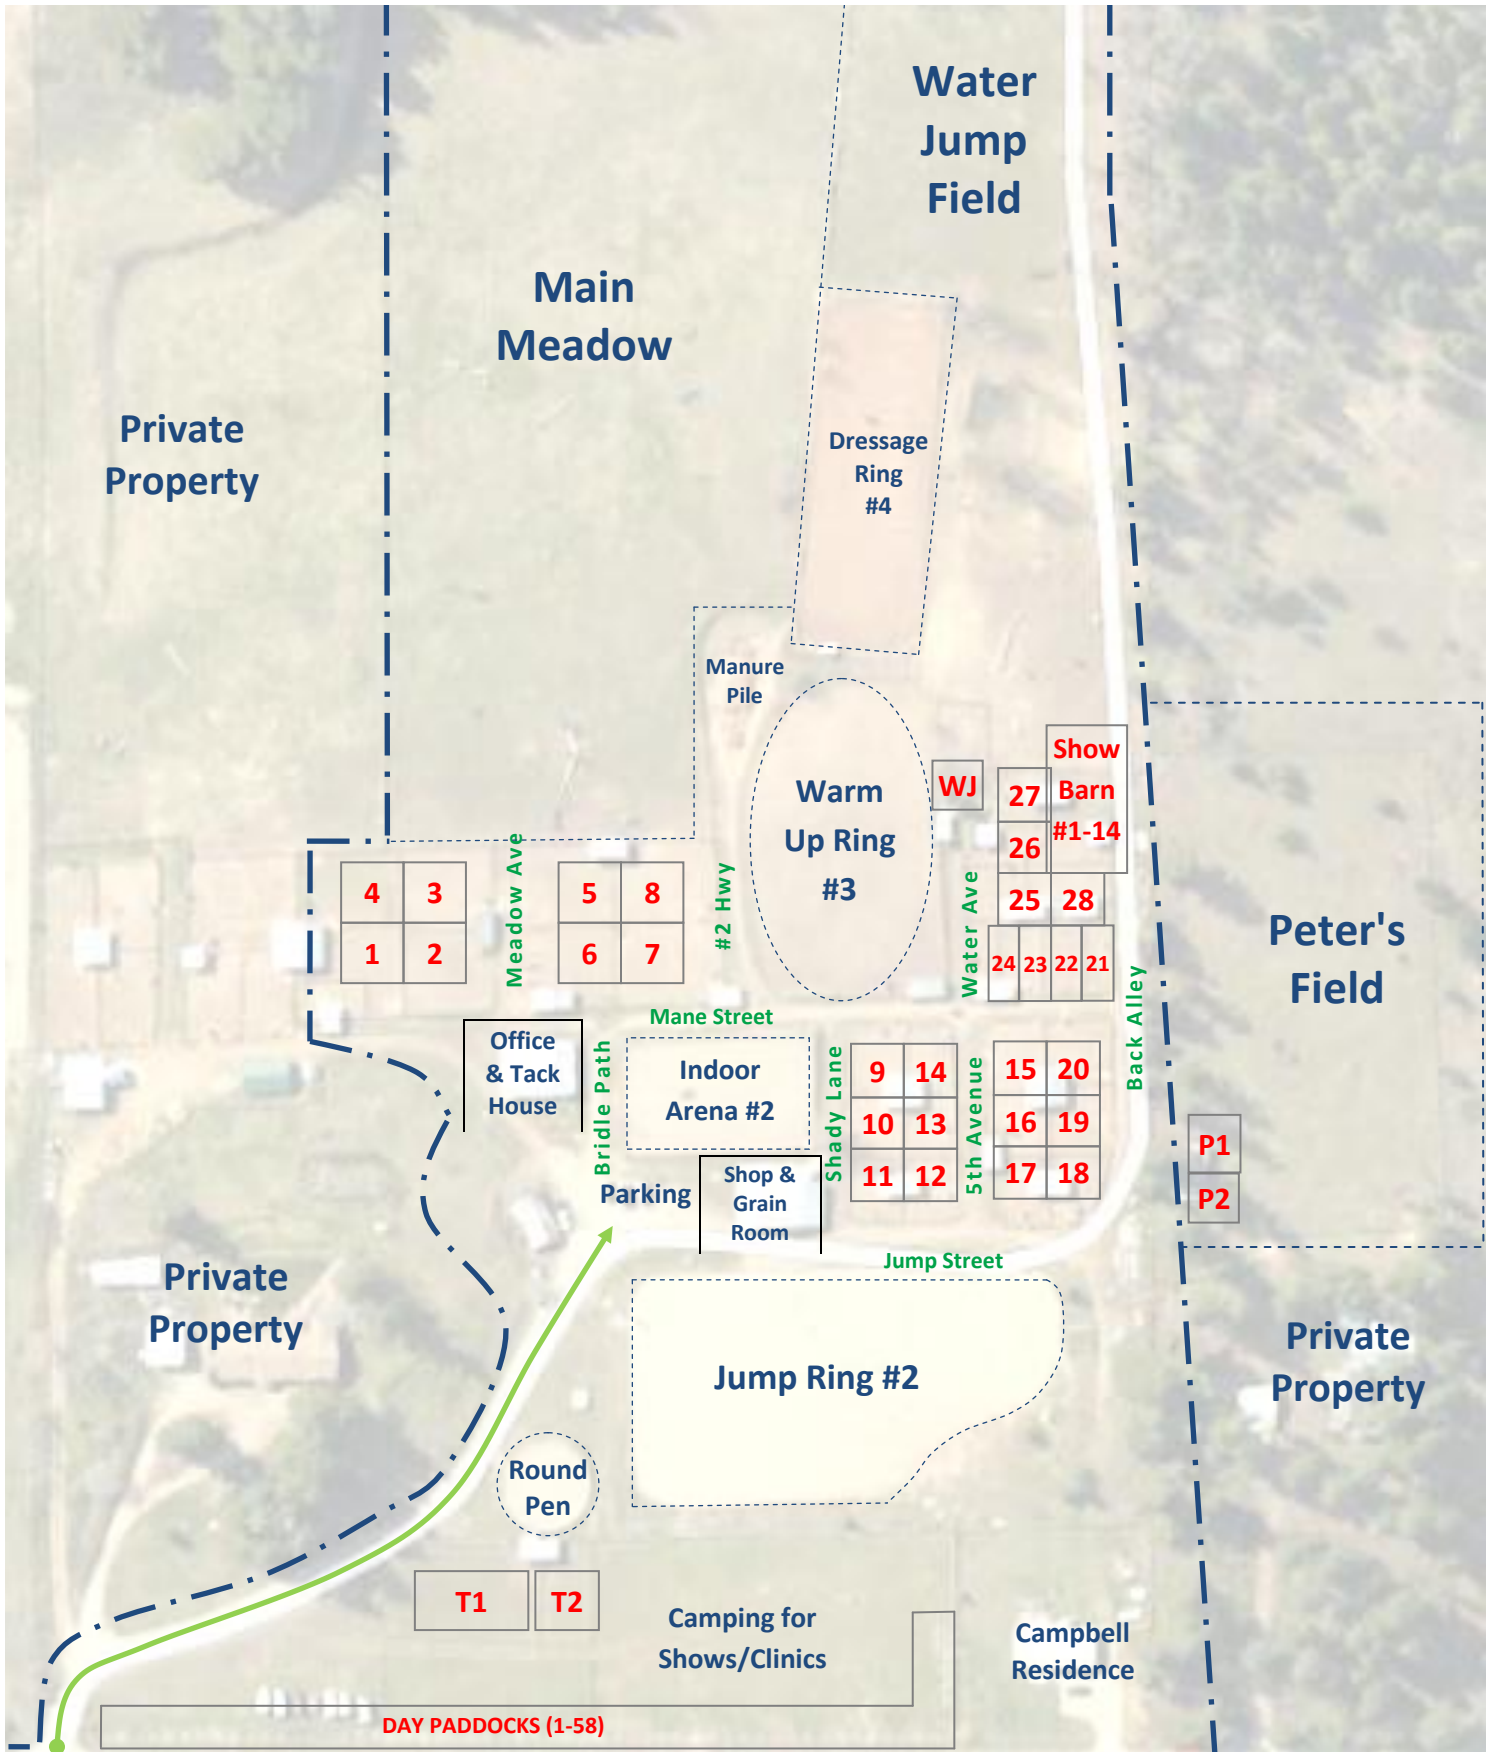 Water
Jump
Field
Main
Meadow
Private
Property
Dressage
Ring
#4
Manure
Pile
Warm
Up Ring
#3
WJ
Show
Barn
#1-14
27
26
25 28
24 23 22 21
4 3
1 2
Meadow Ave
5 8
6 7
#2 Hwy
Water Ave
Back Alley
Peter's
Field
Mane Street
Office
& Tack
House
Bridle Path
Indoor
Arena #2
Shady Lane
9 14
10 13
11 12
5th Avenue
15 20
16 19
17 18
P1
P2
Parking
Shop &
Grain
Room
Jump Street
Private
Property
Jump Ring #2
Private
Property
Round
Pen
T1 T2
Camping for
Shows/Clinics
Campbell
Residence
DAY PADDOCKS (1-58)